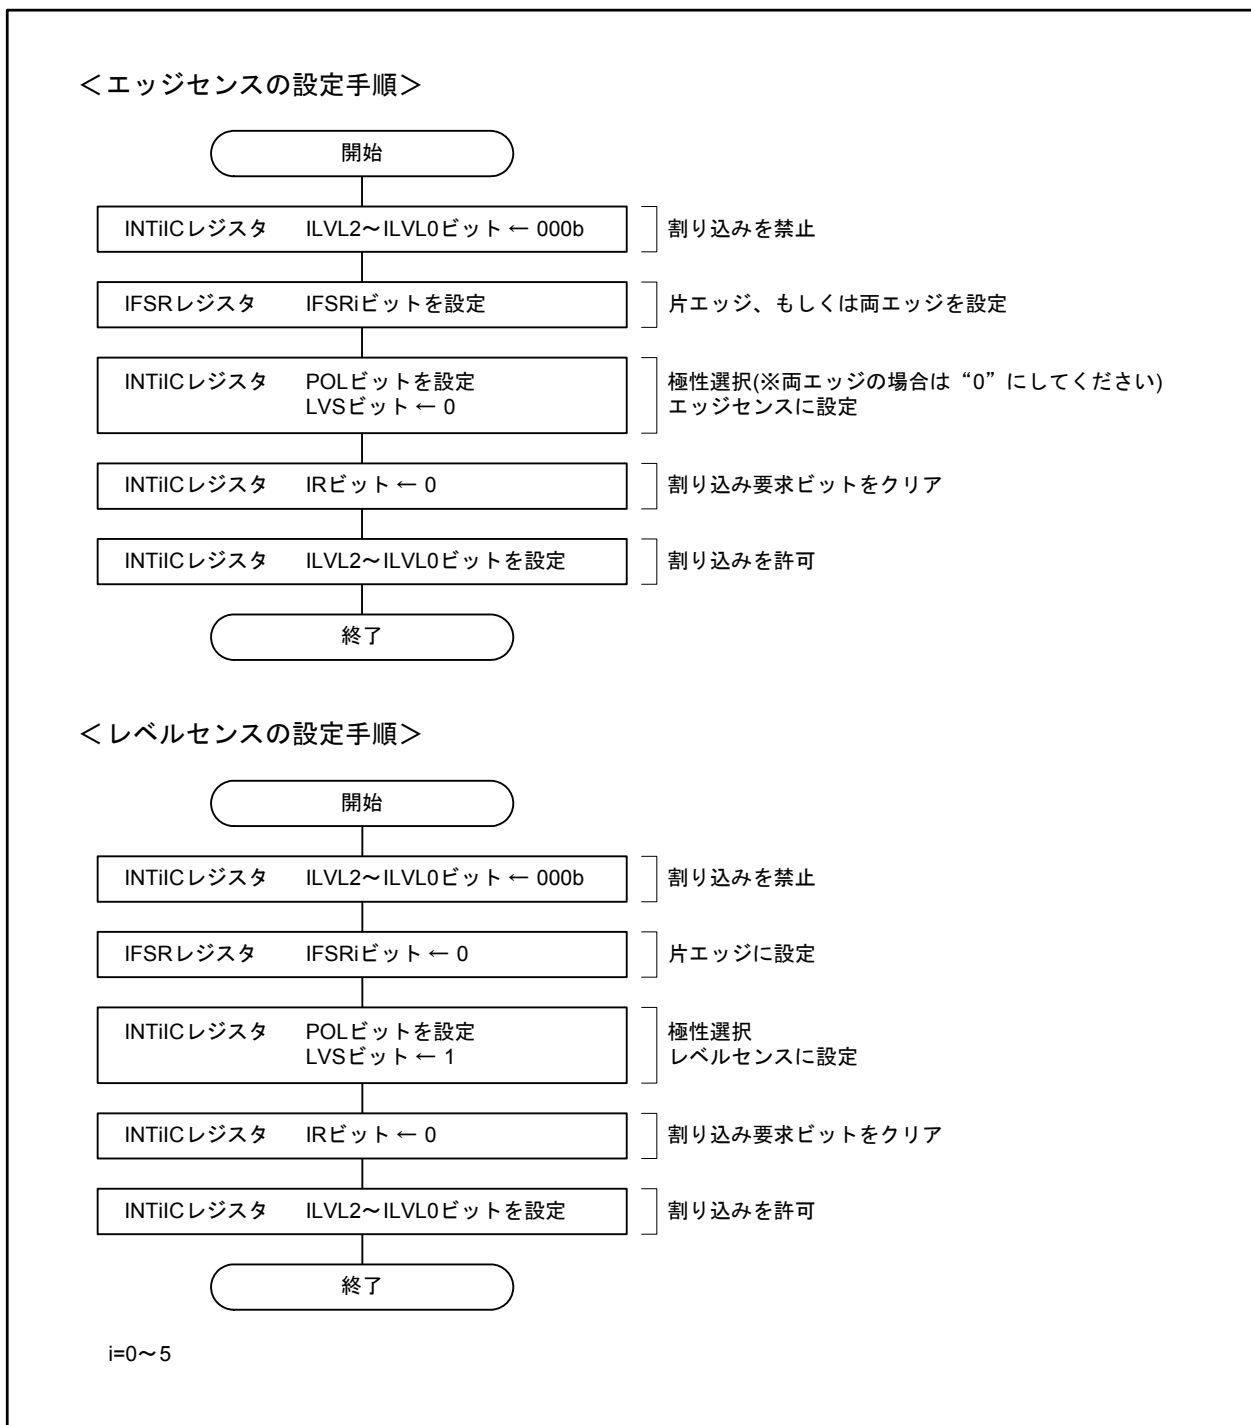 ＜エッジセンスの設定手順＞
開始
INTiICレジスタ ILVL2～ILVL0ビット ← 000b 割り込みを禁止
IFSRレジスタ IFSRiビットを設定 片エッジ、もしくは両エッジを設定
INTiICレジスタ POLビットを設定 極性選択(※両エッジの場合は“0”にしてください)
LVSビット ← 0 エッジセンスに設定
INTiICレジスタ IRビット ← 0 割り込み要求ビットをクリア
INTiICレジスタ ILVL2～ILVL0ビットを設定 割り込みを許可
終了
＜レベルセンスの設定手順＞
開始
INTiICレジスタ ILVL2～ILVL0ビット ← 000b 割り込みを禁止
IFSRレジスタ IFSRiビット ← 0 片エッジに設定
INTiICレジスタ POLビットを設定 極性選択
LVSビット ← 1 レベルセンスに設定
INTiICレジスタ IRビット ← 0 割り込み要求ビットをクリア
INTiICレジスタ ILVL2～ILVL0ビットを設定 割り込みを許可
終了
i=0～5